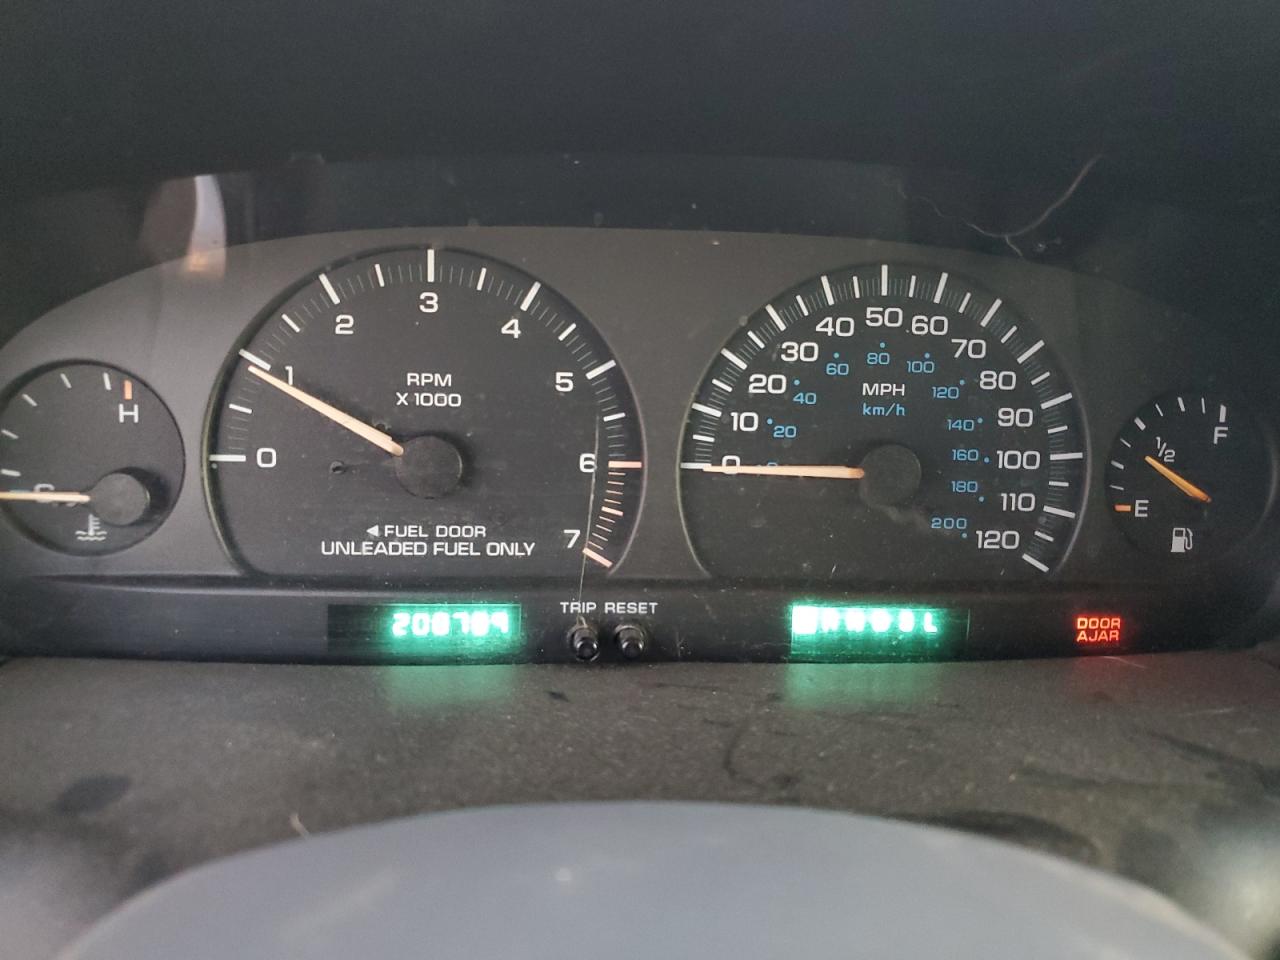 H
C
0
1
2
3
4
5
6
7
RPM
X 1000
◄ FUEL DOOR
UNLEADED FUEL ONLY
0
10
20
30
40
50
60
70
80
90
100
110
120
20
40
60
80
100
120
140
160
180
200
MPH
km/h
F
1/2
E
TRIP RESET
P R N D 3 L
DOOR
AJAR